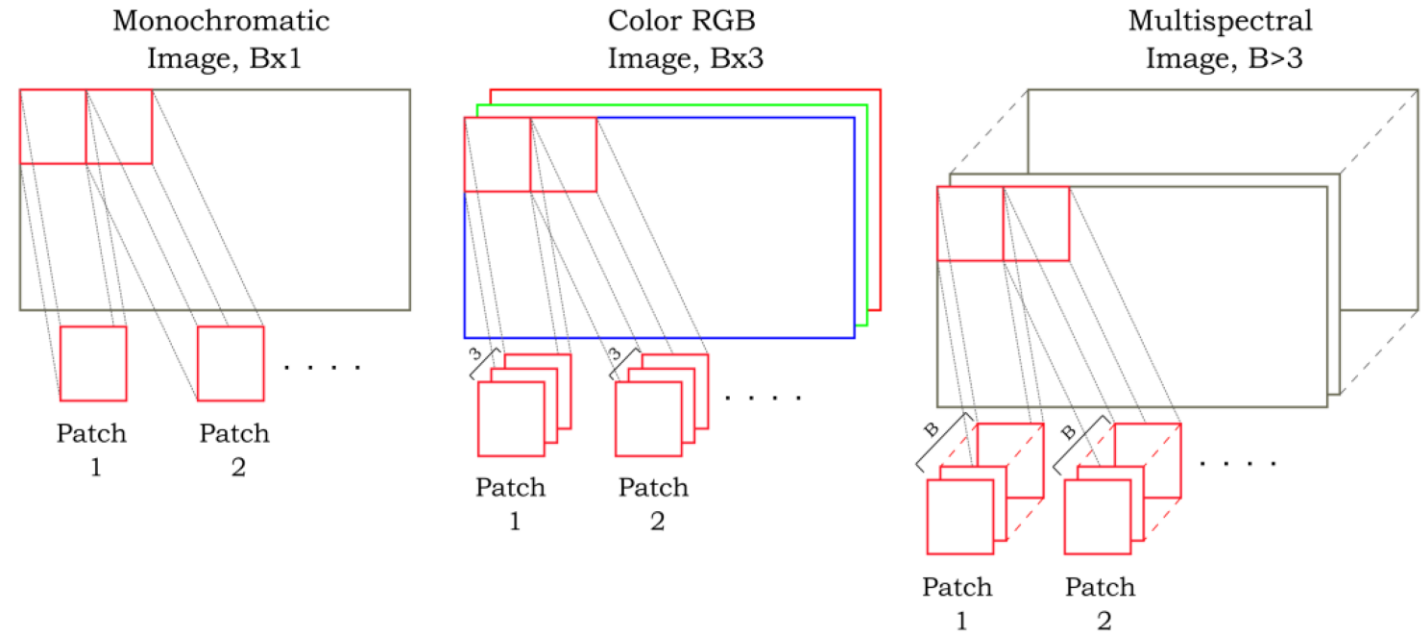 Monochromatic
Image, Bx1
Color RGB
Image, Bx3
Multispectral
Image, B>3
. . . .
Patch
1
Patch
2
3
3
. . . .
Patch
1
Patch
2
B
B
. . . .
Patch
1
Patch
2